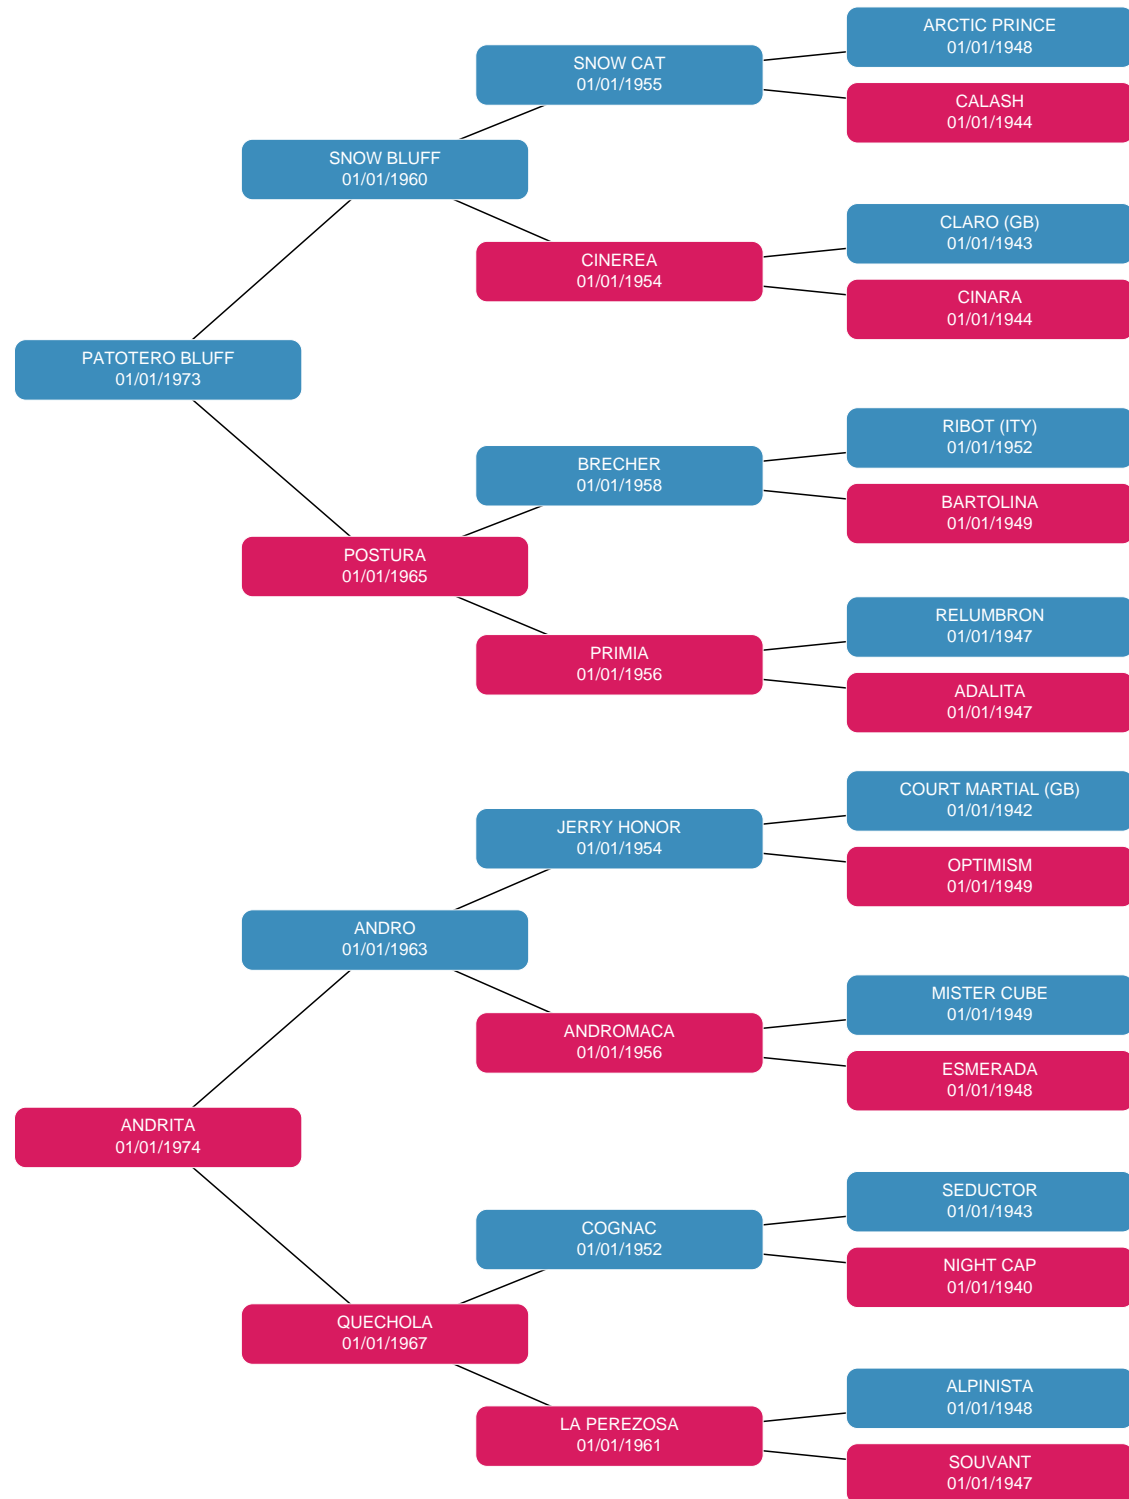 ARCTIC PRINCE
01/01/1948
SNOW CAT
01/01/1955
CALASH
01/01/1944
SNOW BLUFF
01/01/1960
CLARO (GB)
01/01/1943
CINEREA
01/01/1954
CINARA
01/01/1944
PATOTERO BLUFF
01/01/1973
RIBOT (ITY)
01/01/1952
BRECHER
01/01/1958
BARTOLINA
01/01/1949
POSTURA
01/01/1965
RELUMBRON
01/01/1947
PRIMIA
01/01/1956
ADALITA
01/01/1947
COURT MARTIAL (GB)
01/01/1942
JERRY HONOR
01/01/1954
OPTIMISM
01/01/1949
ANDRO
01/01/1963
MISTER CUBE
01/01/1949
ANDROMACA
01/01/1956
ESMERADA
01/01/1948
ANDRITA
01/01/1974
SEDUCTOR
01/01/1943
COGNAC
01/01/1952
NIGHT CAP
01/01/1940
QUECHOLA
01/01/1967
ALPINISTA
01/01/1948
LA PEREZOSA
01/01/1961
SOUVANT
01/01/1947